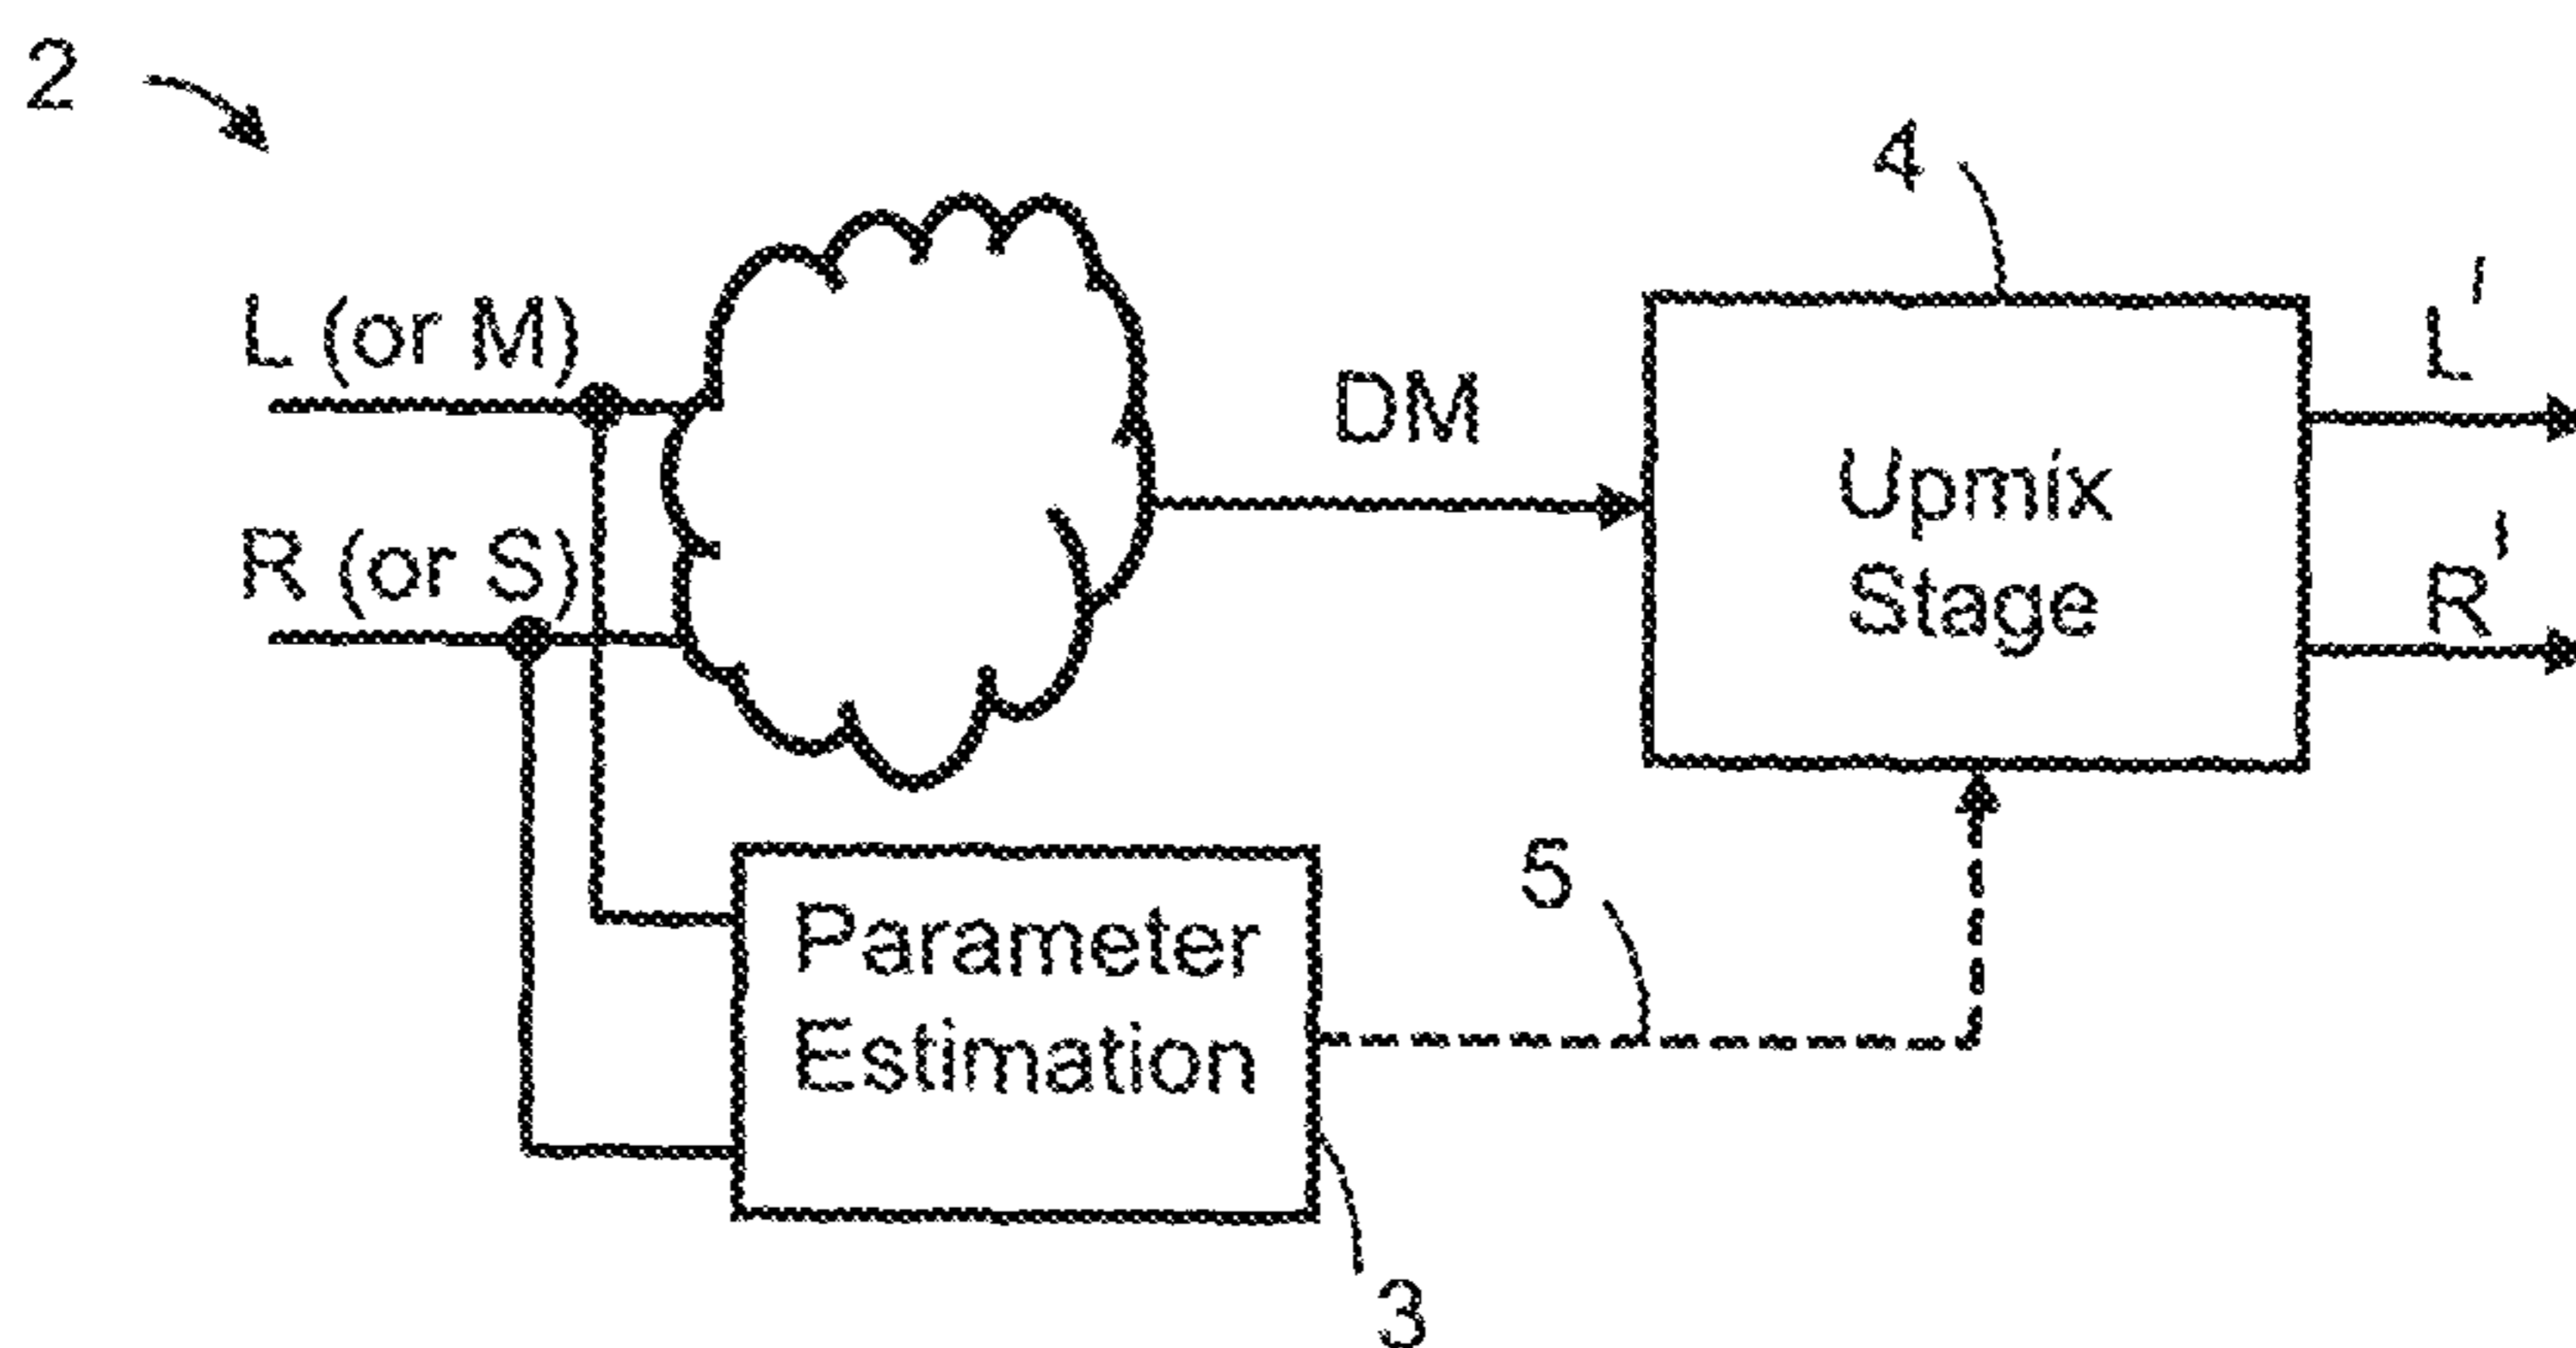 2
4
L (or M)
L'
DM
Upmix
Stage
R (or S)
R'
5
Parameter
Estimation
3